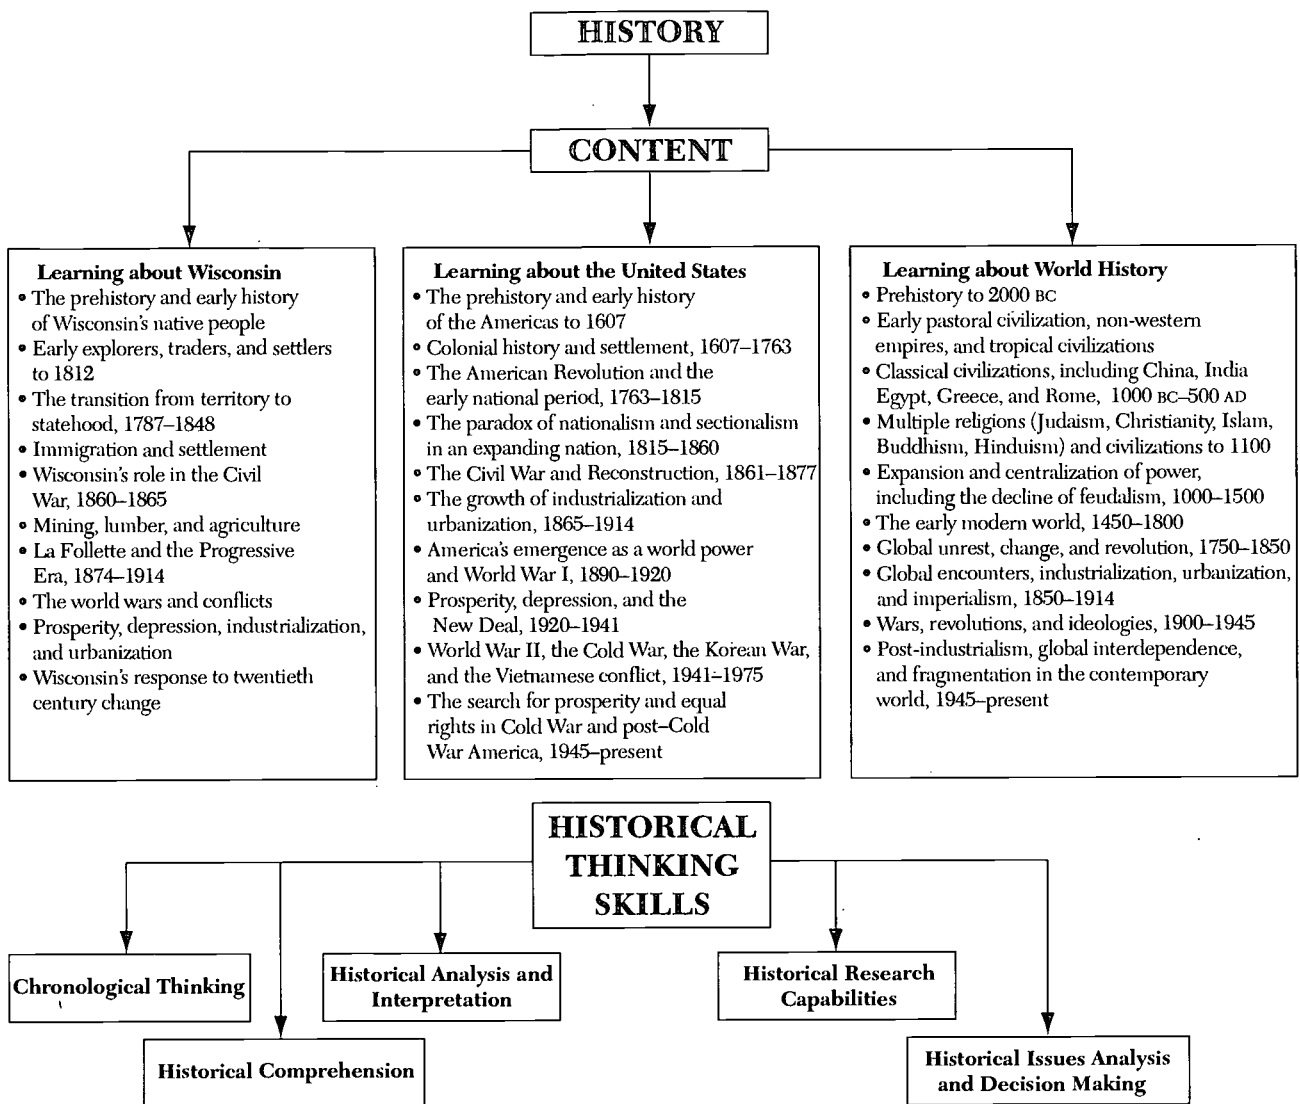 HISTORY
CONTENT
Learning about Wisconsin
• The prehistory and early history
of Wisconsin's native people
• Early explorers, traders, and settlers
to 1812
• The transition from territory to
statehood, 1787–1848
• Immigration and settlement
• Wisconsin's role in the Civil
War, 1860–1865
• Mining, lumber, and agriculture
• La Follette and the Progressive
Era, 1874–1914
• The world wars and conflicts
• Prosperity, depression, industrialization,
and urbanization
• Wisconsin's response to twentieth
century change
Learning about the United States
• The prehistory and early history
of the Americas to 1607
• Colonial history and settlement, 1607–1763
• The American Revolution and the
early national period, 1763–1815
• The paradox of nationalism and sectionalism
in an expanding nation, 1815–1860
• The Civil War and Reconstruction, 1861–1877
• The growth of industrialization and
urbanization, 1865–1914
• America's emergence as a world power
and World War I, 1890–1920
• Prosperity, depression, and the
New Deal, 1920–1941
• World War II, the Cold War, the Korean War,
and the Vietnamese conflict, 1941–1975
• The search for prosperity and equal
rights in Cold War and post–Cold
War America, 1945–present
Learning about World History
• Prehistory to 2000 BC
• Early pastoral civilization, non-western
empires, and tropical civilizations
• Classical civilizations, including China, India
Egypt, Greece, and Rome, 1000 BC–500 AD
• Multiple religions (Judaism, Christianity, Islam,
Buddhism, Hinduism) and civilizations to 1100
• Expansion and centralization of power,
including the decline of feudalism, 1000–1500
• The early modern world, 1450–1800
• Global unrest, change, and revolution, 1750–1850
• Global encounters, industrialization, urbanization,
and imperialism, 1850–1914
• Wars, revolutions, and ideologies, 1900–1945
• Post-industrialism, global interdependence,
and fragmentation in the contemporary
world, 1945–present
HISTORICAL
THINKING
SKILLS
Chronological Thinking
Historical Comprehension
Historical Analysis and
Interpretation
Historical Research
Capabilities
Historical Issues Analysis
and Decision Making